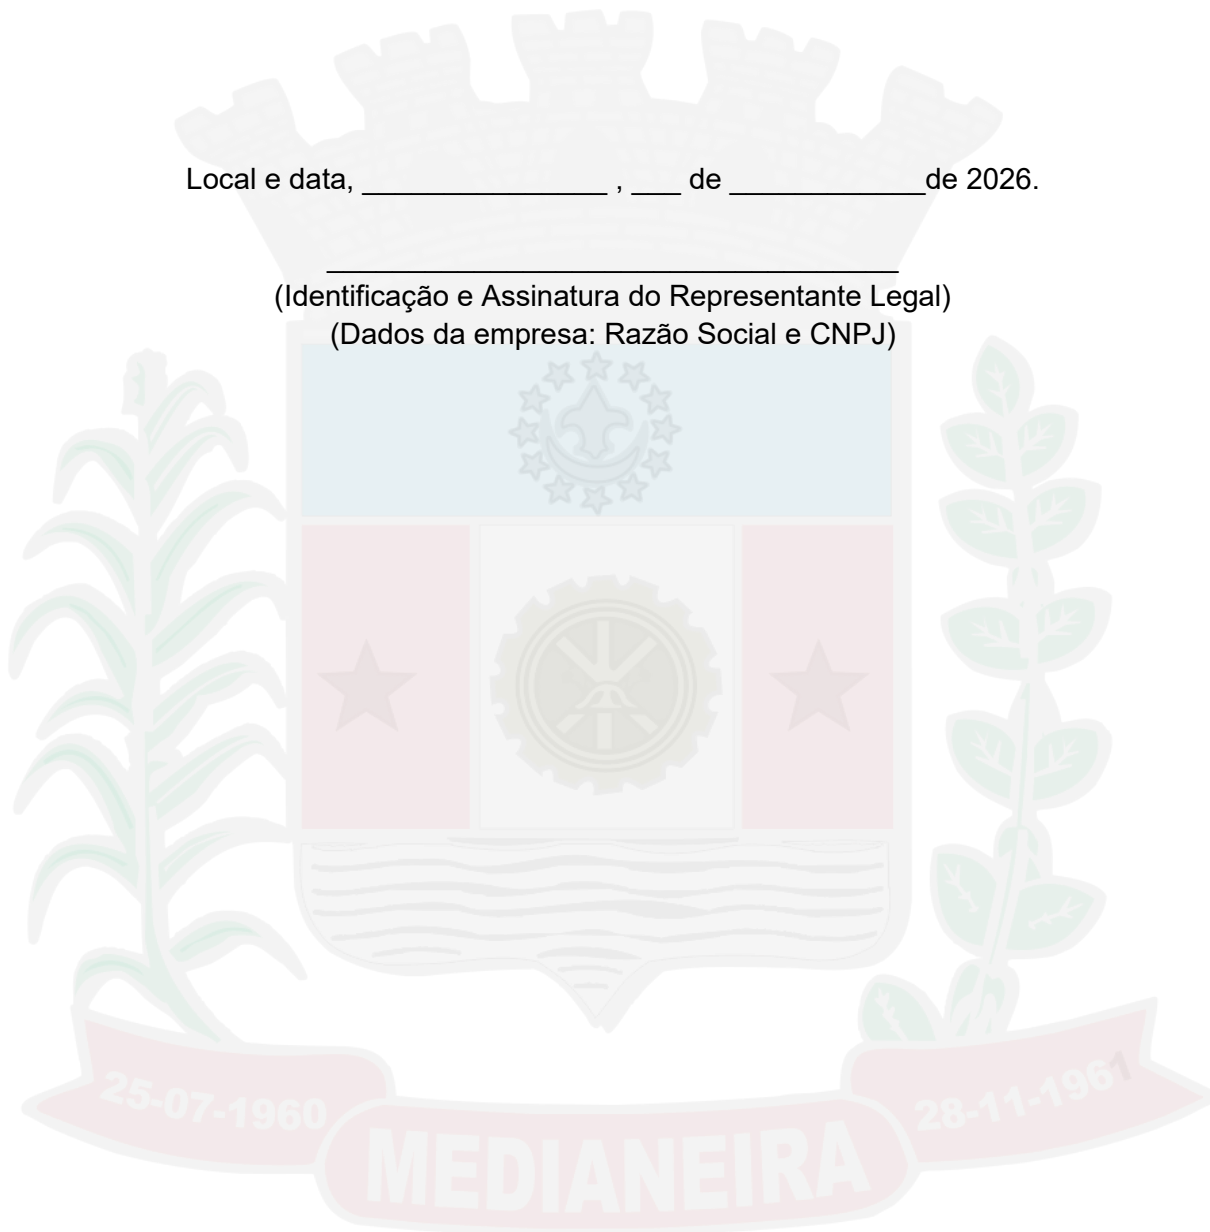 Local e data, _______________ , ___ de ____________de 2026.
___________________________________
(Identificação e Assinatura do Representante Legal)
(Dados da empresa: Razão Social e CNPJ)
25-07-1960
28-11-1961
MEDIANEIRA